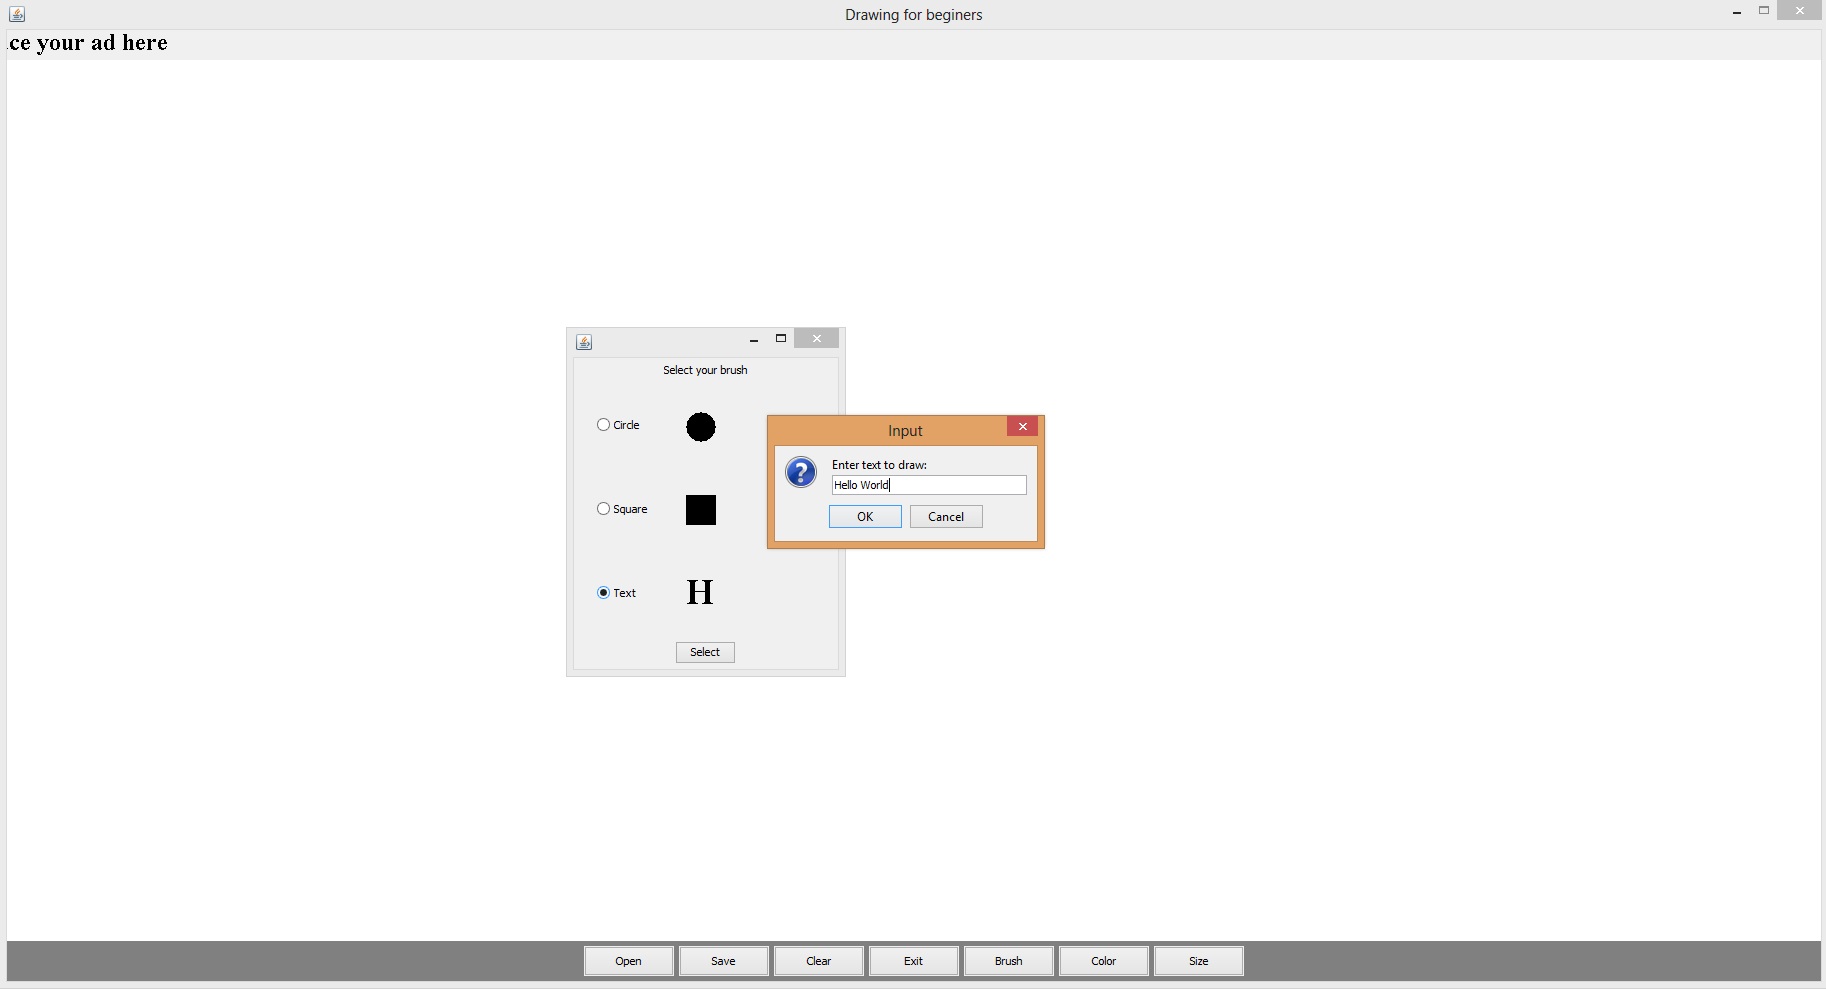 Drawing for beginers
ce your ad here
Select your brush
Circle
Square
Text
H
Select
Input
Enter text to draw:
Hello World
OK Cancel
Open Save Clear Exit Brush Color Size